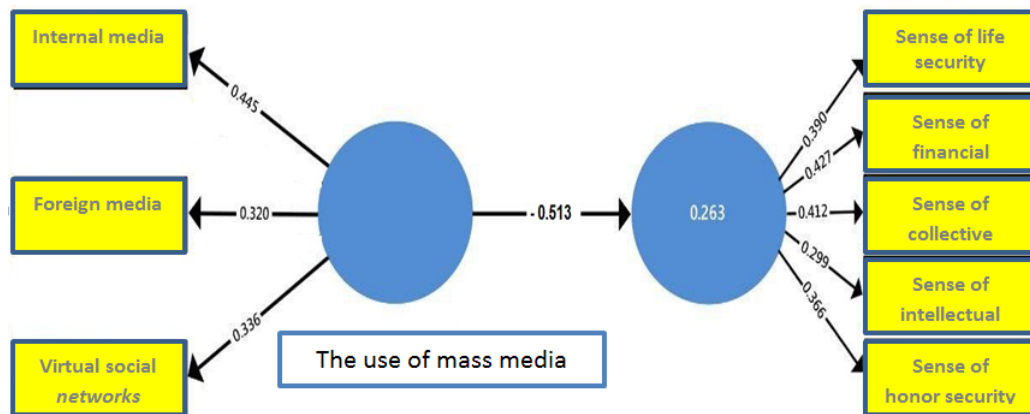 Internal media
0.445
Foreign media
0.320
Virtual social
networks
0.336
The use of mass media
- 0.513
0.263
0.390
Sense of life
security
0.427
Sense of
financial
0.412
Sense of
collective
0.299
Sense of
intellectual
0.366
Sense of
honor security